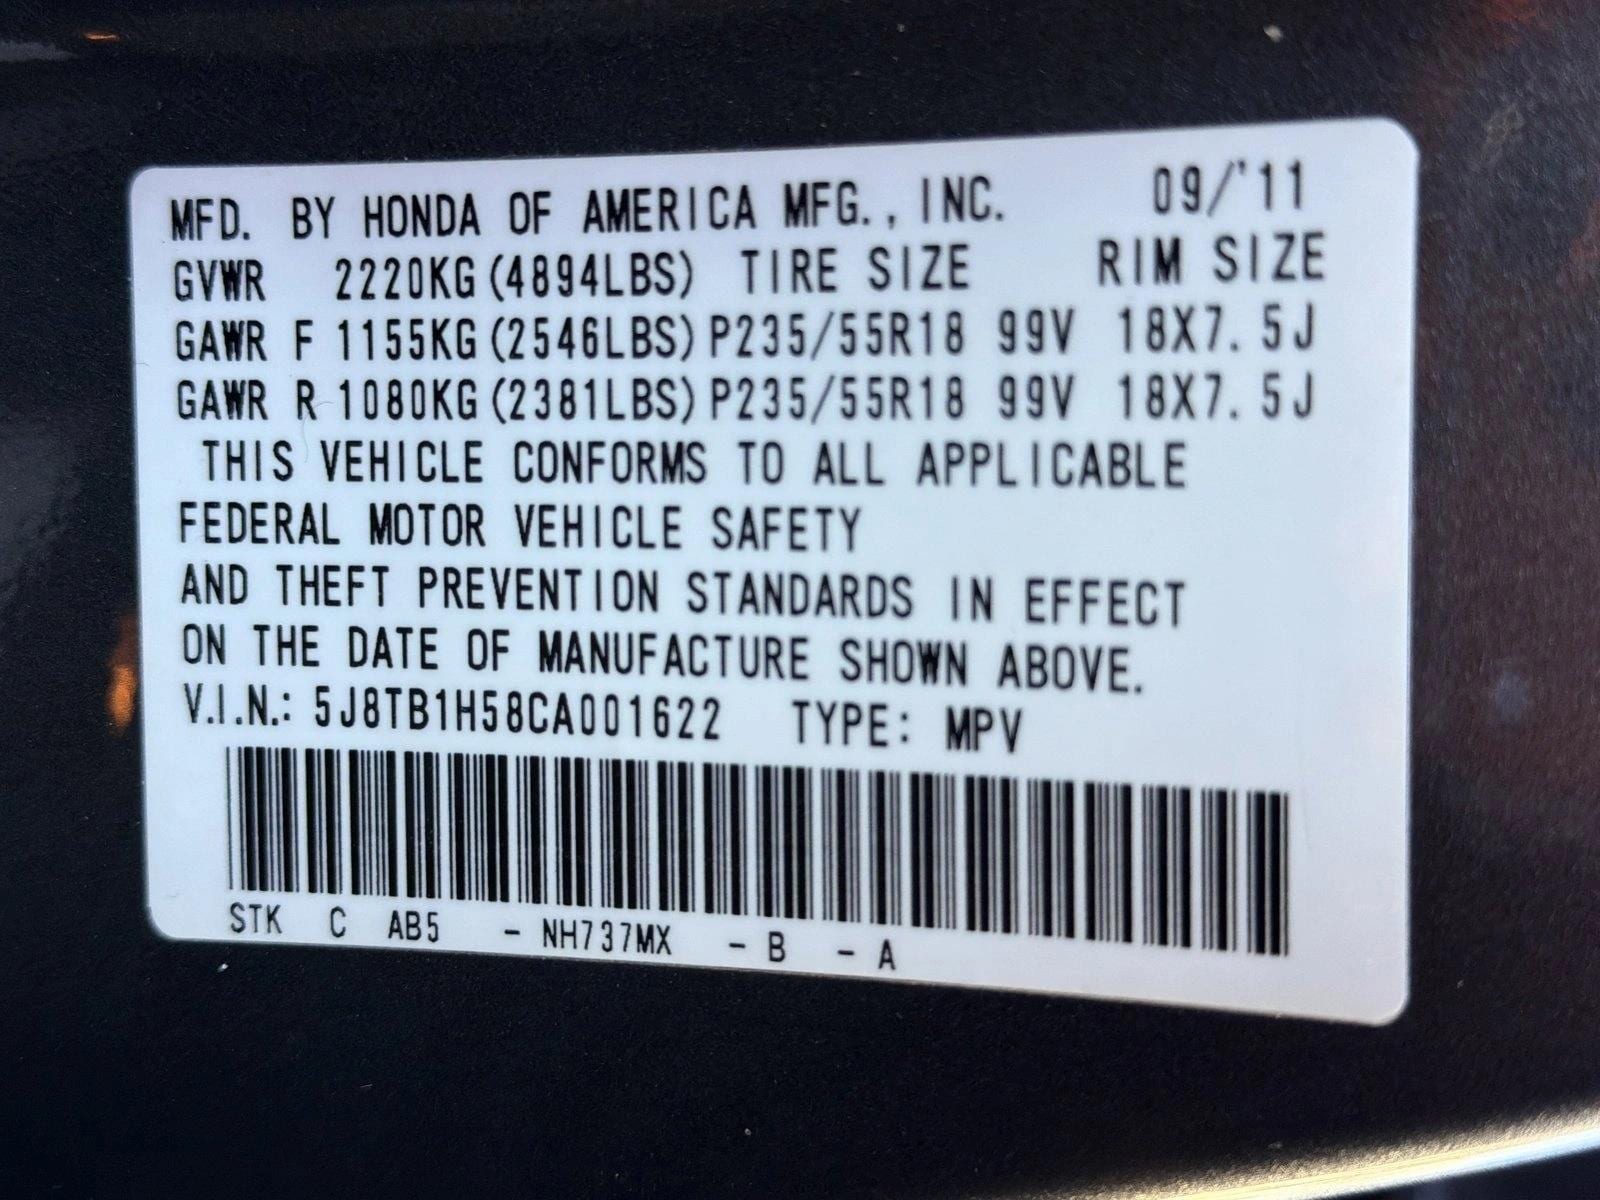 MFD. BY HONDA OF AMERICA MFG., INC. 09/'11
GVWR 2220KG (4894LBS) TIRE SIZE RIM SIZE
GAWR F 1155KG (2546LBS) P235/55R18 99V 18X7.5J
GAWR R 1080KG (2381LBS) P235/55R18 99V 18X7.5J
THIS VEHICLE CONFORMS TO ALL APPLICABLE
FEDERAL MOTOR VEHICLE SAFETY
AND THEFT PREVENTION STANDARDS IN EFFECT
ON THE DATE OF MANUFACTURE SHOWN ABOVE.
V.I.N.: 5J8TB1H58CA001622 TYPE: MPV
STK C AB5 - NH737MX - B - A